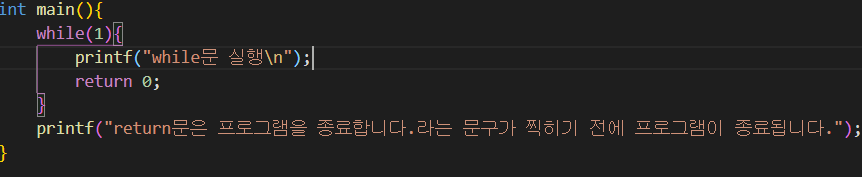 int main(){
while(1){
printf("while문 실행\n");
return 0;
}
printf("return문은 프로그램을 종료합니다.라는 문구가 찍히기 전에 프로그램이 종료됩니다.");
}